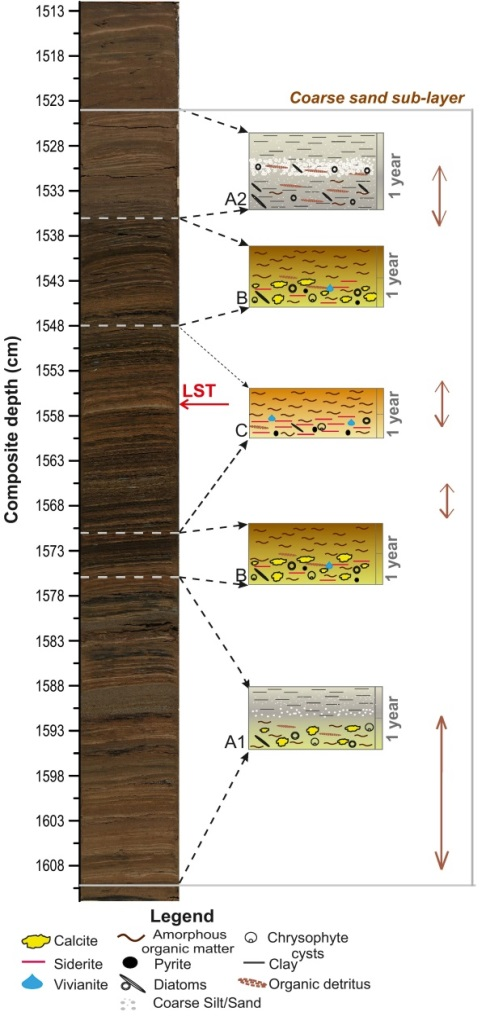 Composite depth (cm)
1513
1518
1523
1528
1533
1538
1543
1548
1553
1558
1563
1568
1573
1578
1583
1588
1593
1598
1603
1608
Coarse sand sub-layer
A2
1 year
B
1 year
LST
C
1 year
B
1 year
A1
1 year
Legend
Calcite
Amorphous
organic matter
Chrysophyte
cysts
Siderite
Pyrite
Clay
Vivianite
Diatoms
Organic detritus
Coarse Silt/Sand